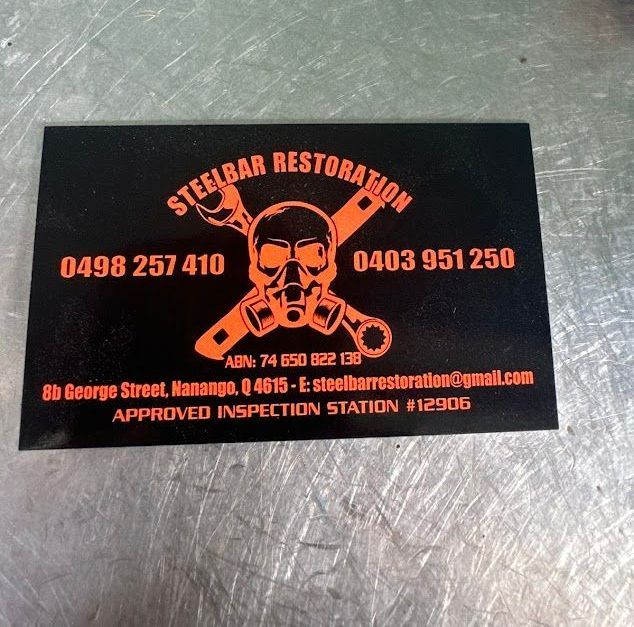 STEELBAR RESTORATION
0498 257 410 0403 951 250
ABN: 74 650 822 138
8b George Street, Nanango, Q 4615 - E: steelbarrestoration@gmail.com
APPROVED INSPECTION STATION #12906